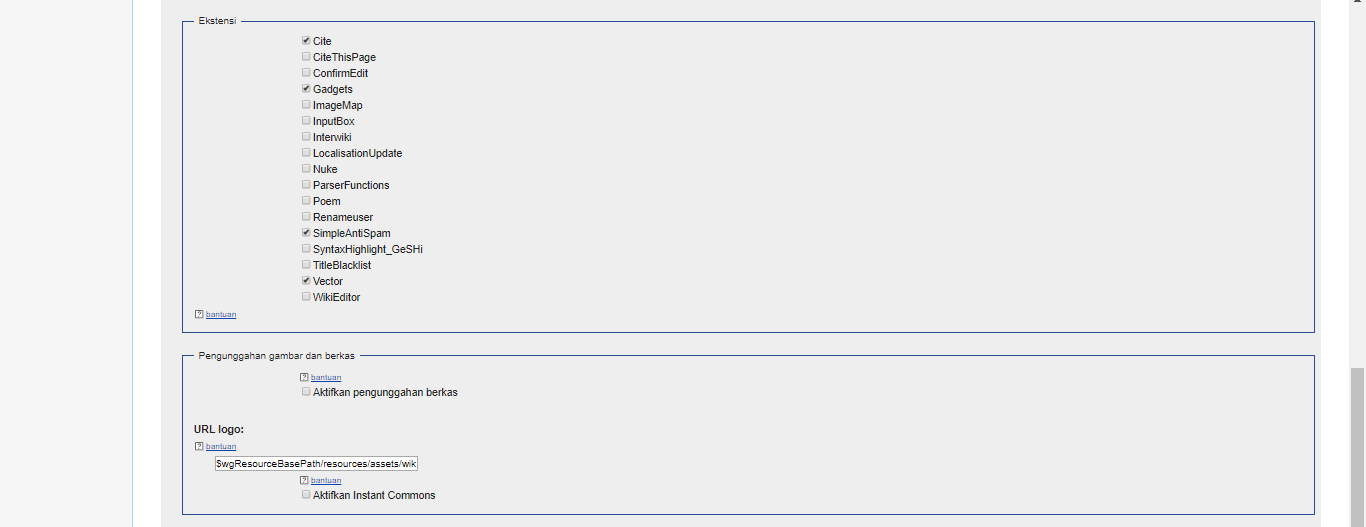 Ekstensi
Cite
CiteThisPage
ConfirmEdit
Gadgets
ImageMap
InputBox
Interwiki
LocalisationUpdate
Nuke
ParserFunctions
Poem
Renameuser
SimpleAntiSpam
SyntaxHighlight_GeSHi
TitleBlacklist
Vector
WikiEditor
? bantuan
Pengunggahan gambar dan berkas
? bantuan
Aktifkan pengunggahan berkas
URL logo:
? bantuan
$wgResourceBasePath/resources/assets/wik
? bantuan
Aktifkan Instant Commons